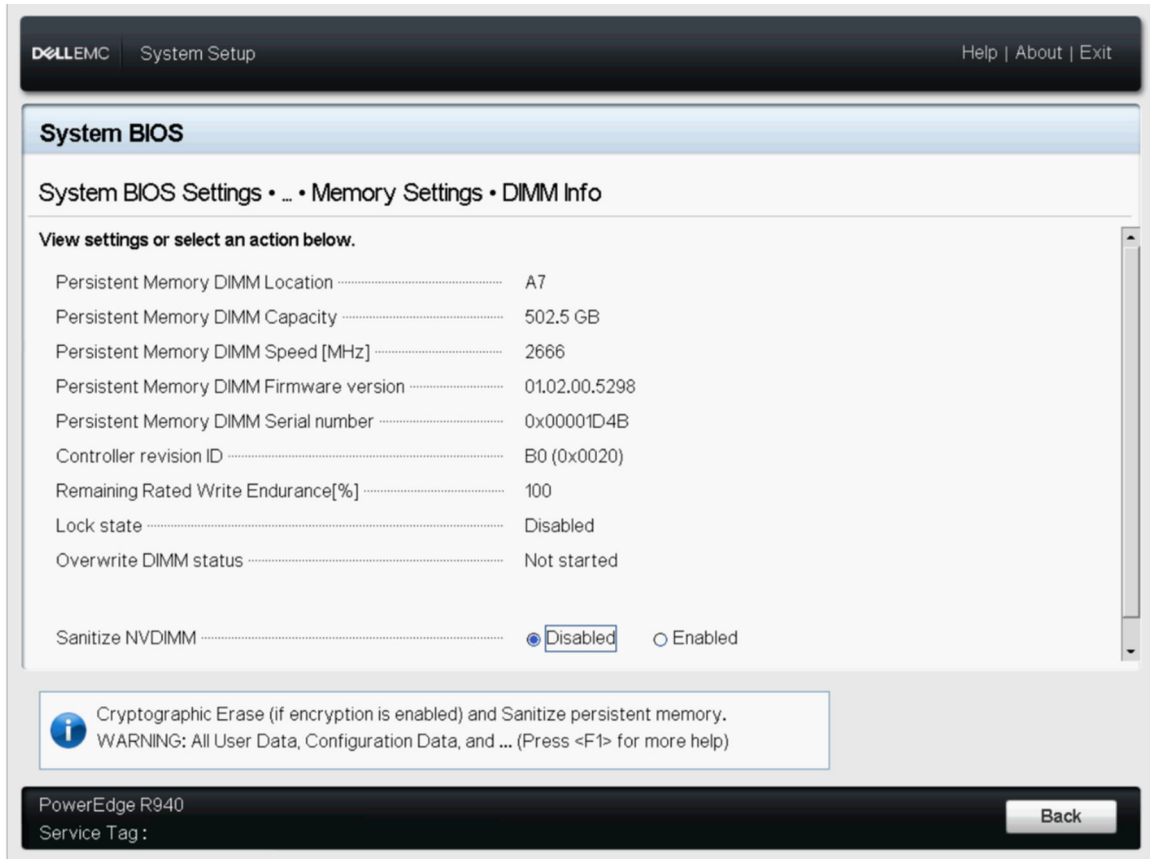 DELLEMC System Setup Help | About | Exit
System BIOS
System BIOS Settings • ... • Memory Settings • DIMM Info
View settings or select an action below.
Persistent Memory DIMM Location A7
Persistent Memory DIMM Capacity 502.5 GB
Persistent Memory DIMM Speed [MHz] 2666
Persistent Memory DIMM Firmware version 01.02.00.5298
Persistent Memory DIMM Serial number 0x00001D4B
Controller revision ID B0 (0x0020)
Remaining Rated Write Endurance[%] 100
Lock state Disabled
Overwrite DIMM status Not started
Sanitize NVDIMM Disabled Enabled
Cryptographic Erase (if encryption is enabled) and Sanitize persistent memory.
WARNING: All User Data, Configuration Data, and ... (Press <F1> for more help)
PowerEdge R940
Service Tag :
Back